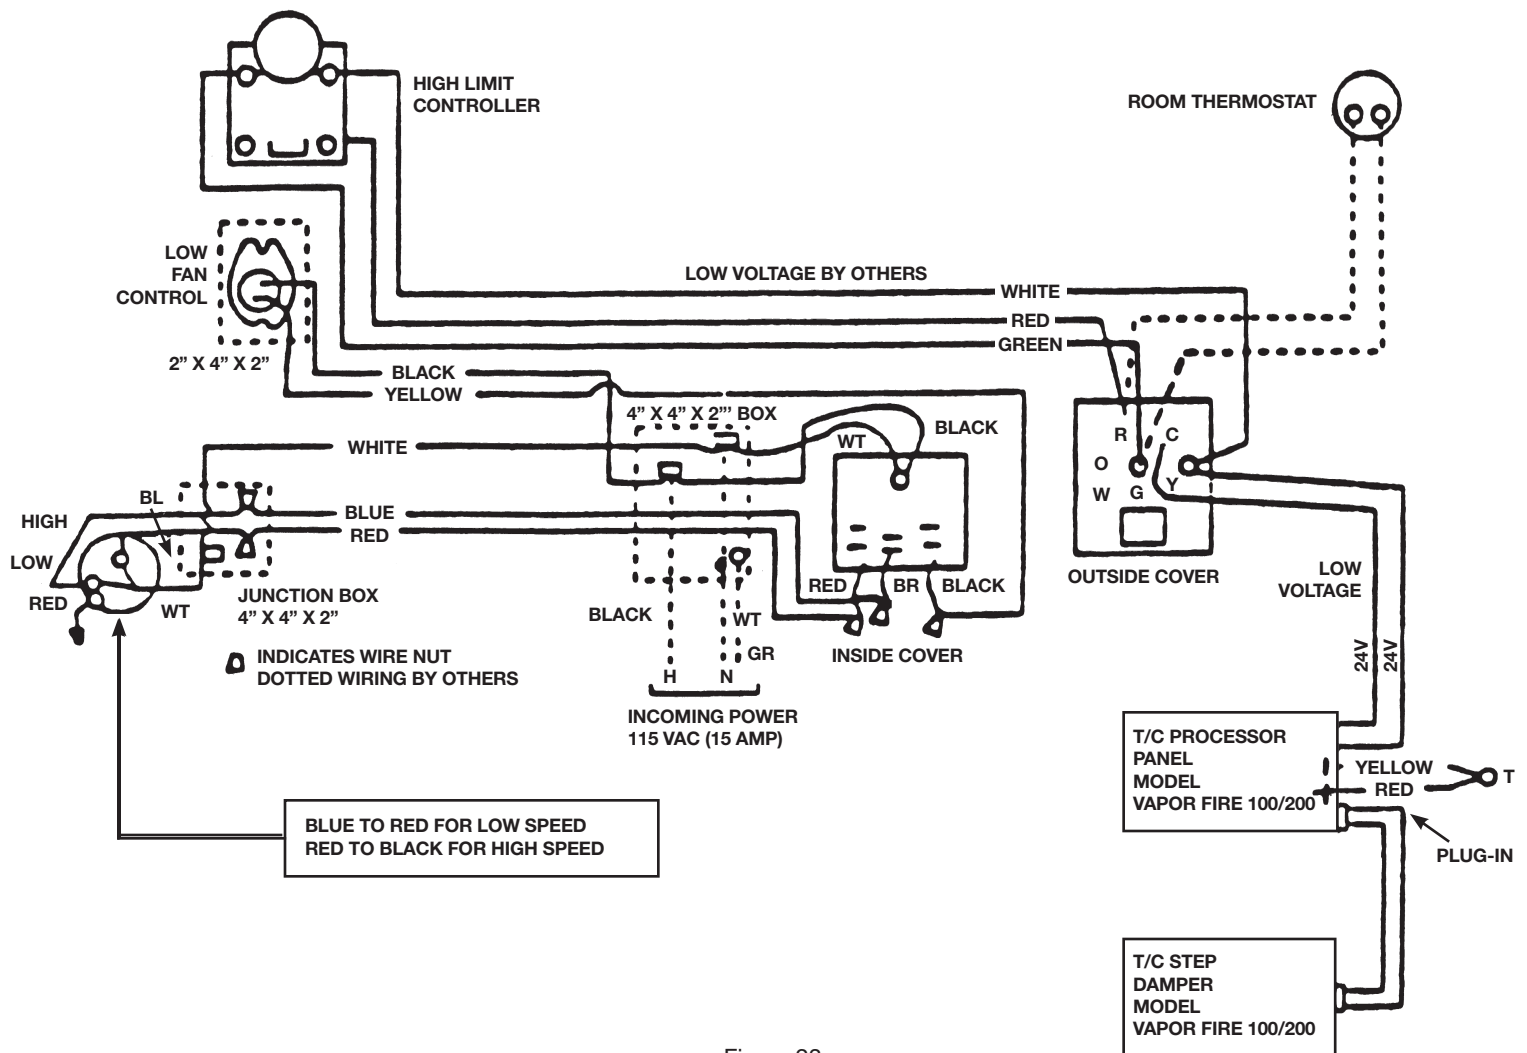 HIGH LIMIT
CONTROLLER
ROOM THERMOSTAT
LOW
FAN
CONTROL
2” X 4” X 2”
LOW VOLTAGE BY OTHERS
WHITE
RED
GREEN
BLACK
YELLOW
4” X 4” X 2”’ BOX
WHITE
WT
BLACK
R
C
O
W
G
Y
OUTSIDE COVER
BL
HIGH
LOW
RED
WT
BLUE
RED
JUNCTION BOX
4” X 4” X 2”
INDICATES WIRE NUT
DOTTED WIRING BY OTHERS
BLACK
WT
GR
H
N
INCOMING POWER
115 VAC (15 AMP)
RED
BR
BLACK
INSIDE COVER
LOW
VOLTAGE
24V
24V
T/C PROCESSOR
PANEL
MODEL
VAPOR FIRE 100/200
YELLOW
RED
T
PLUG-IN
BLUE TO RED FOR LOW SPEED
RED TO BLACK FOR HIGH SPEED
T/C STEP
DAMPER
MODEL
VAPOR FIRE 100/200